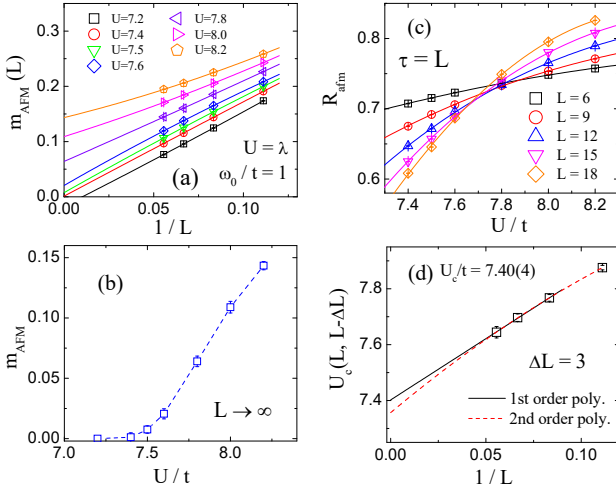 (a)
U=7.2
U=7.4
U=7.5
U=7.6
U=7.8
U=8.0
U=8.2
U = λ
ω₀ / t = 1
m_AFM (L)
0.3
0.2
0.1
0.0
0.00
0.05
0.10
1 / L
(c)
τ = L
L = 6
L = 9
L = 12
L = 15
L = 18
R_afm
0.8
0.7
0.6
7.4
7.6
7.8
8.0
8.2
U / t
(b)
L → ∞
m_AFM
0.15
0.10
0.05
0.00
7.0
7.5
8.0
U / t
(d)
U_c/t = 7.40(4)
ΔL = 3
1st order poly.
2nd order poly.
U_c(L, L-ΔL)
7.8
7.6
7.4
0.00
0.05
0.10
1 / L